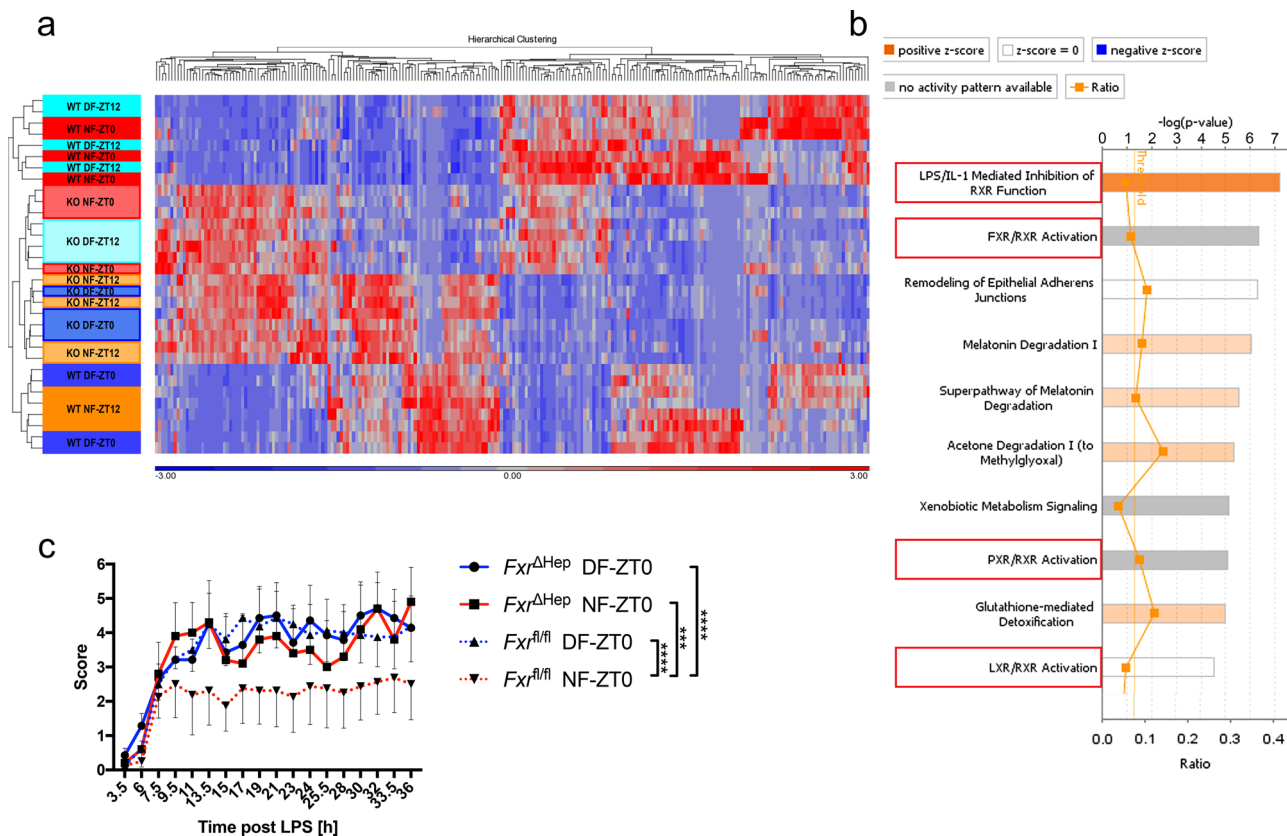 a
Hierarchical Clustering
WT DF-ZT12
WT NF-ZT0
WT DF-ZT12
WT NF-ZT0
WT DF-ZT12
WT NF-ZT0
KO NF-ZT0
KO DF-ZT12
KO NF-ZT0
KO NF-ZT12
KO DF-ZT0
KO NF-ZT12
KO DF-ZT0
KO NF-ZT12
WT DF-ZT0
WT NF-ZT12
WT DF-ZT0
-3.00 0.00 3.00
b
positive z-score z-score = 0 negative z-score
no activity pattern available Ratio
-log(p-value)
0 1 2 3 4 5 6 7
Threshold
LPS/IL-1 Mediated Inhibition of
RXR Function
FXR/RXR Activation
Remodeling of Epithelial Adherens
Junctions
Melatonin Degradation I
Superpathway of Melatonin
Degradation
Acetone Degradation I (to
Methylglyoxal)
Xenobiotic Metabolism Signaling
PXR/RXR Activation
Glutathione-mediated
Detoxification
LXR/RXR Activation
0.0 0.1 0.2 0.3 0.4
Ratio
c
Score
6
5
4
3
2
1
0
3.5 6 7.5 9.5 11 13.5 15 17 19 21 23 24 25.5 28 30 32 33.5 36
Time post LPS [h]
Fxr^ΔHep DF-ZT0
Fxr^ΔHep NF-ZT0
Fxr^fl/fl DF-ZT0
Fxr^fl/fl NF-ZT0
**** *** ****